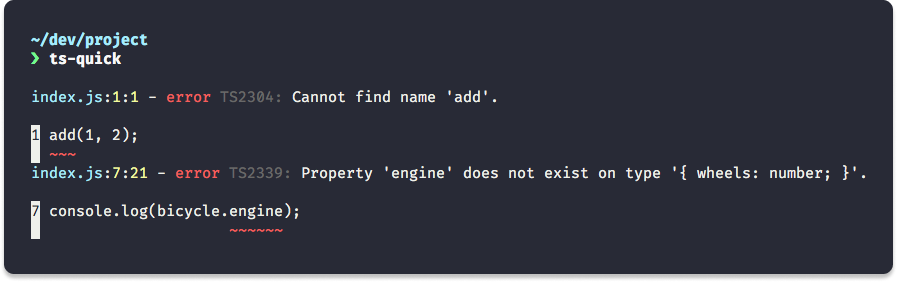 ~/dev/project
❯ ts-quick
index.js:1:1 - error TS2304: Cannot find name 'add'.
1 add(1, 2);
~~~
index.js:7:21 - error TS2339: Property 'engine' does not exist on type '{ wheels: number; }'.
7 console.log(bicycle.engine);
~~~~~~